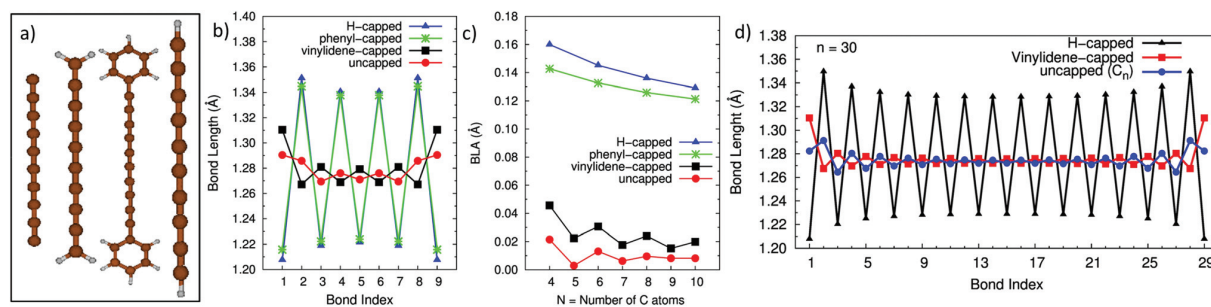 a)
b)
Bond Length (Å)
1.40
1.38
1.36
1.34
1.32
1.30
1.28
1.26
1.24
1.22
1.20
H-capped
phenyl-capped
vinylidene-capped
uncapped
1 2 3 4 5 6 7 8 9
Bond Index
c)
BLA (Å)
0.18
0.16
0.14
0.12
0.10
0.08
0.06
0.04
0.02
0.00
H-capped
phenyl-capped
vinylidene-capped
uncapped
4 5 6 7 8 9 10
N = Number of C atoms
d)
Bond Lenght (Å)
1.40
1.38
1.36
1.34
1.32
1.30
1.28
1.26
1.24
1.22
1.20
n = 30
H-capped
Vinylidene-capped
uncapped (Cn)
1 5 9 13 17 21 25 29
Bond Index